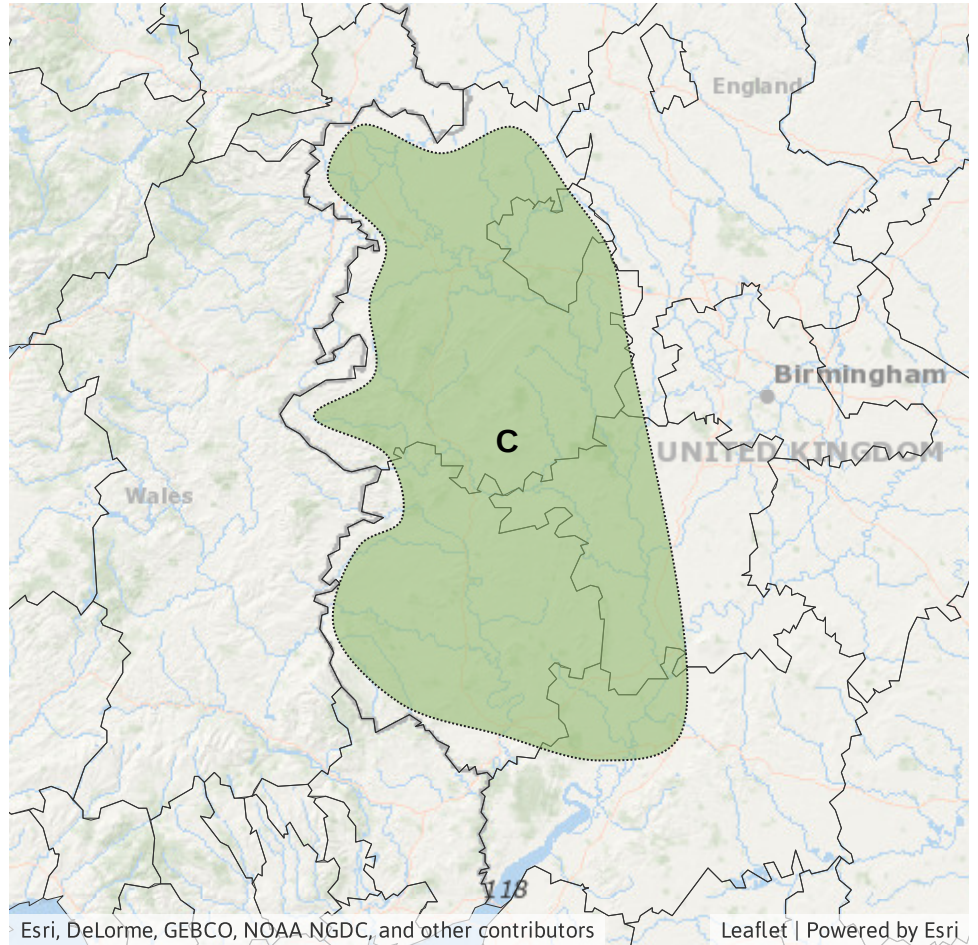 England
Birmingham
C
UNITED KINGDOM
Wales
118
Esri, DeLorme, GEBCO, NOAA NGDC, and other contributors
Leaflet | Powered by Esri